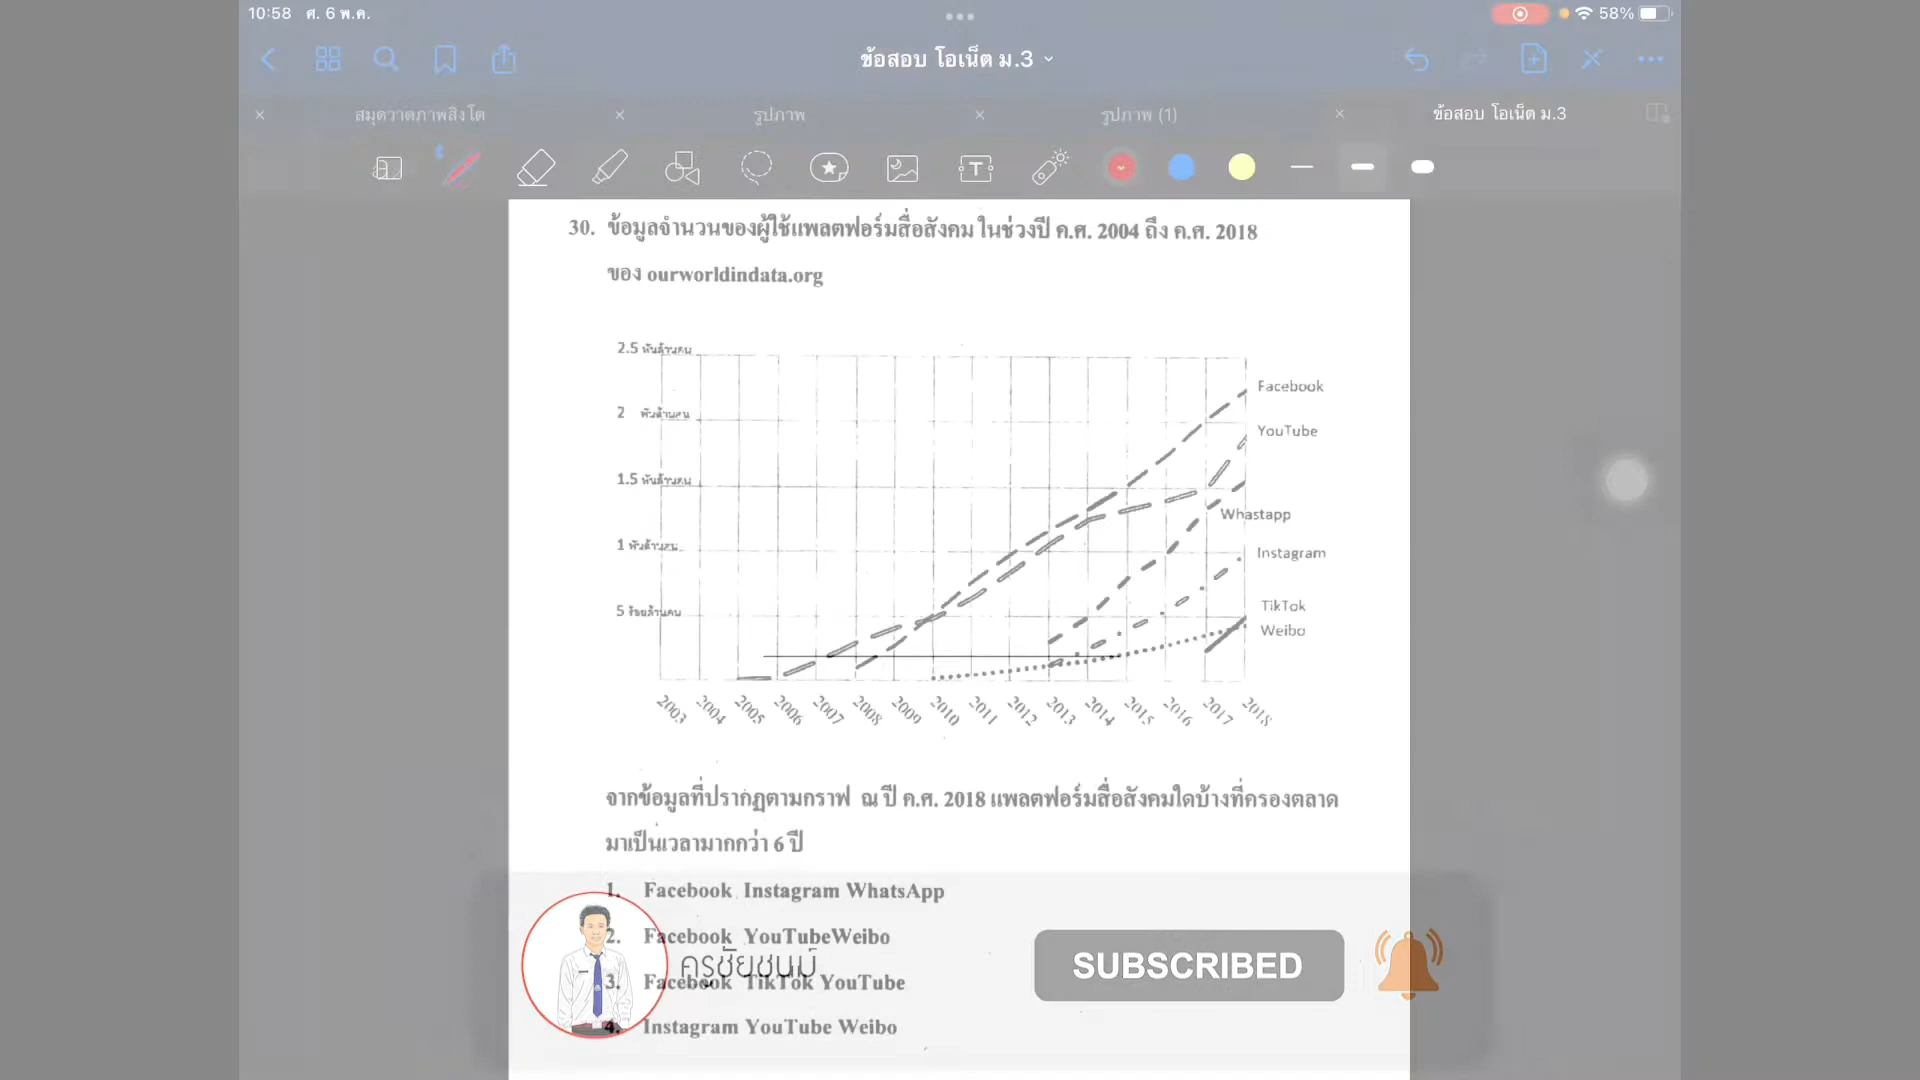 10:58 ศ. 6 พ.ค.
58%
ข้อสอบ โอเน็ต ม.3
สมุดวาดภาพสิงโต
รูปภาพ
รูปภาพ (1)
ข้อสอบ โอเน็ต ม.3
30. ข้อมูลจำนวนของผู้ใช้แพลตฟอร์มสื่อสังคม ในช่วงปี ค.ศ. 2004 ถึง ค.ศ. 2018
ของ ourworldindata.org
2.5 พันล้านคน
2 พันล้านคน
1.5 พันล้านคน
1 พันล้านคน
5 ร้อยล้านคน
Facebook
YouTube
Whastapp
Instagram
TikTok
Weibo
2003 2004 2005 2006 2007 2008 2009 2010 2011 2012 2013 2014 2015 2016 2017 2018
จากข้อมูลที่ปรากฏตามกราฟ ณ ปี ค.ศ. 2018 แพลตฟอร์มสื่อสังคมใดบ้างที่ครองตลาด
มาเป็นเวลามากกว่า 6 ปี
1. Facebook Instagram WhatsApp
2. Facebook YouTubeWeibo
3. Facebook TikTok YouTube
4. Instagram YouTube Weibo
ครูชัยชนม์
SUBSCRIBED